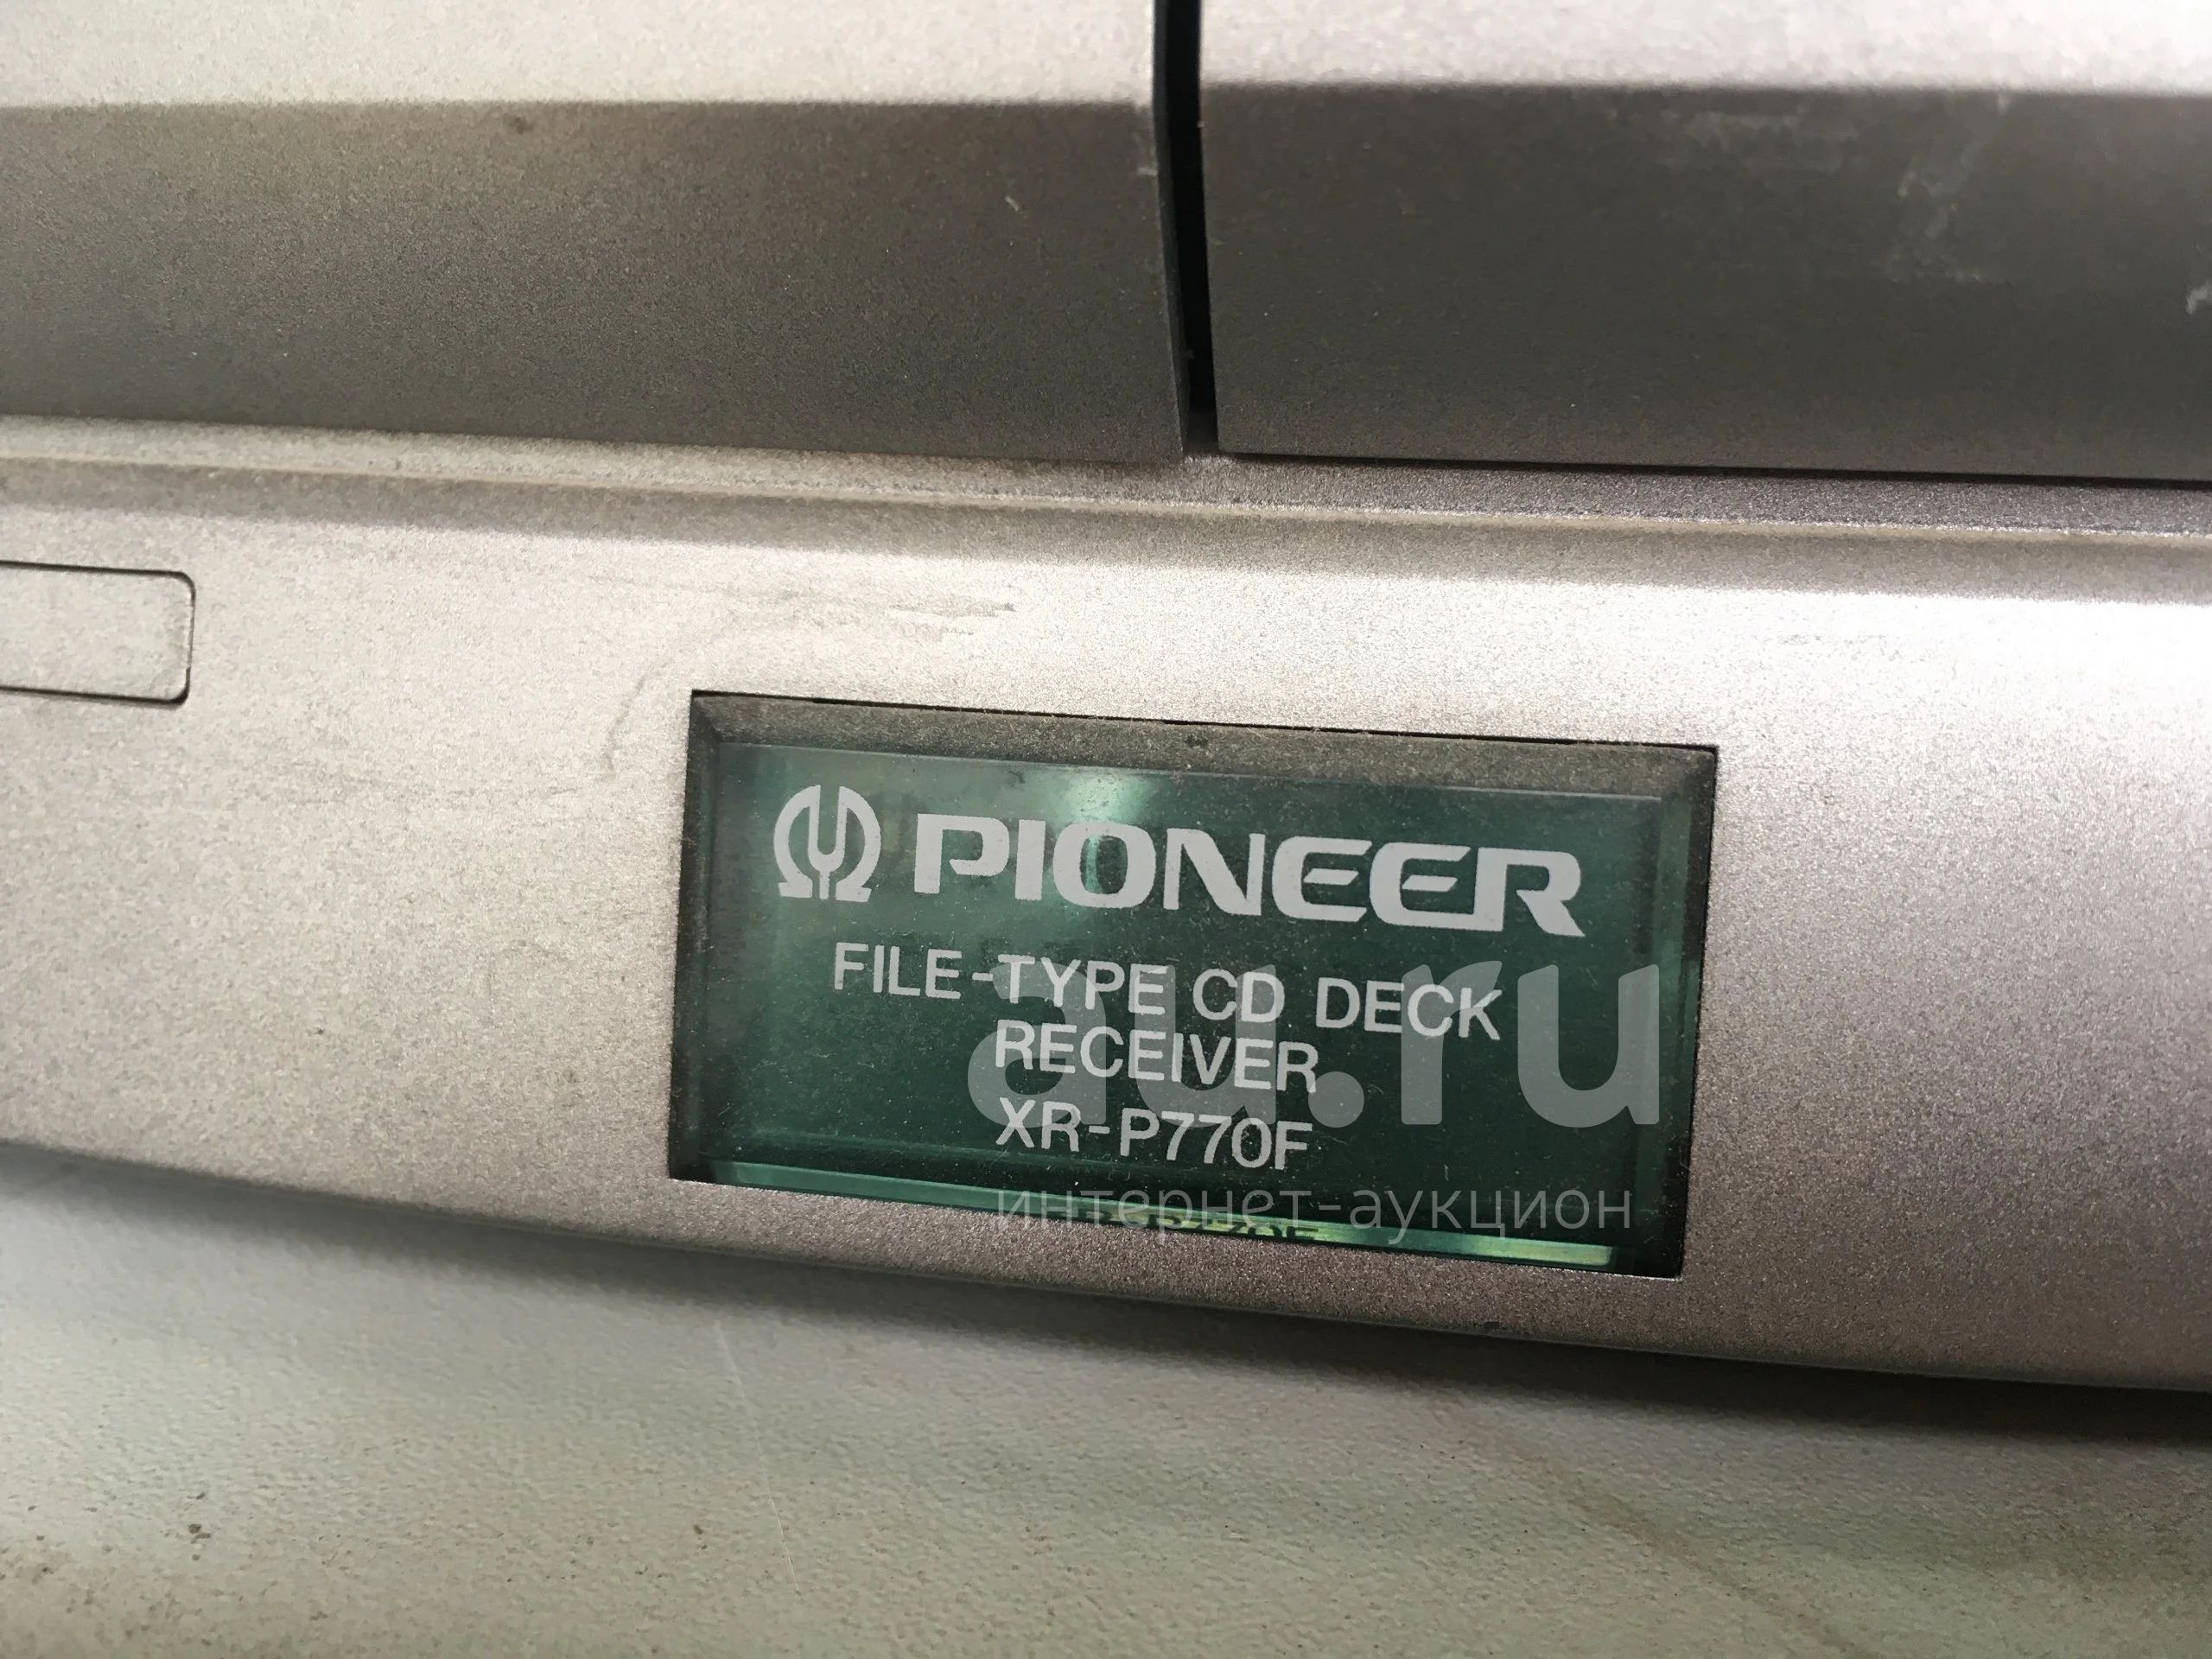 PIONEER
FILE-TYPE CD DECK
RECEIVER
XR-P770F
au.ru
интернет-аукцион